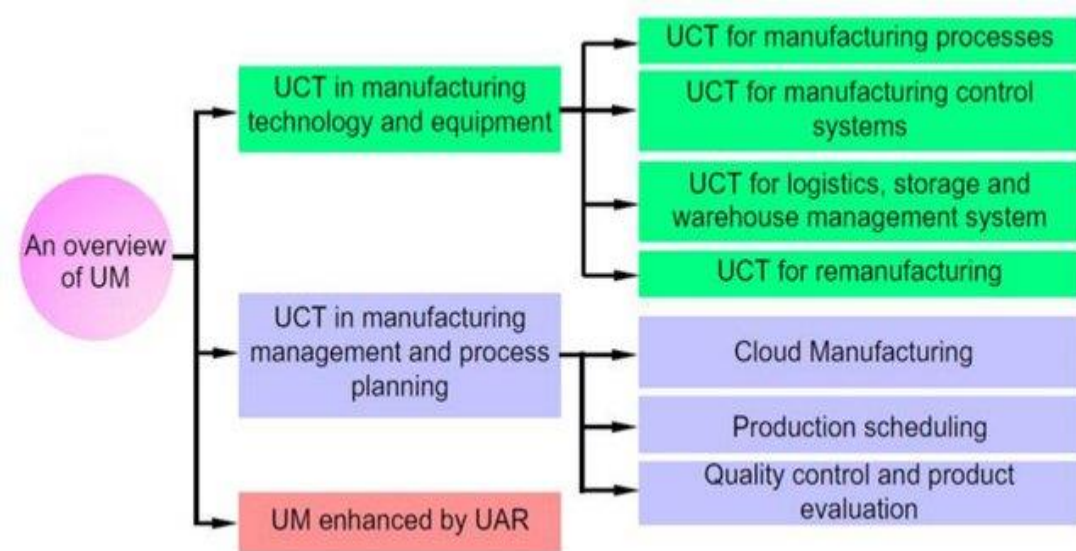 An overview
of UM
UCT in manufacturing
technology and equipment
UCT for manufacturing processes
UCT for manufacturing control
systems
UCT for logistics, storage and
warehouse management system
UCT for remanufacturing
UCT in manufacturing
management and process
planning
Cloud Manufacturing
Production scheduling
Quality control and product
evaluation
UM enhanced by UAR